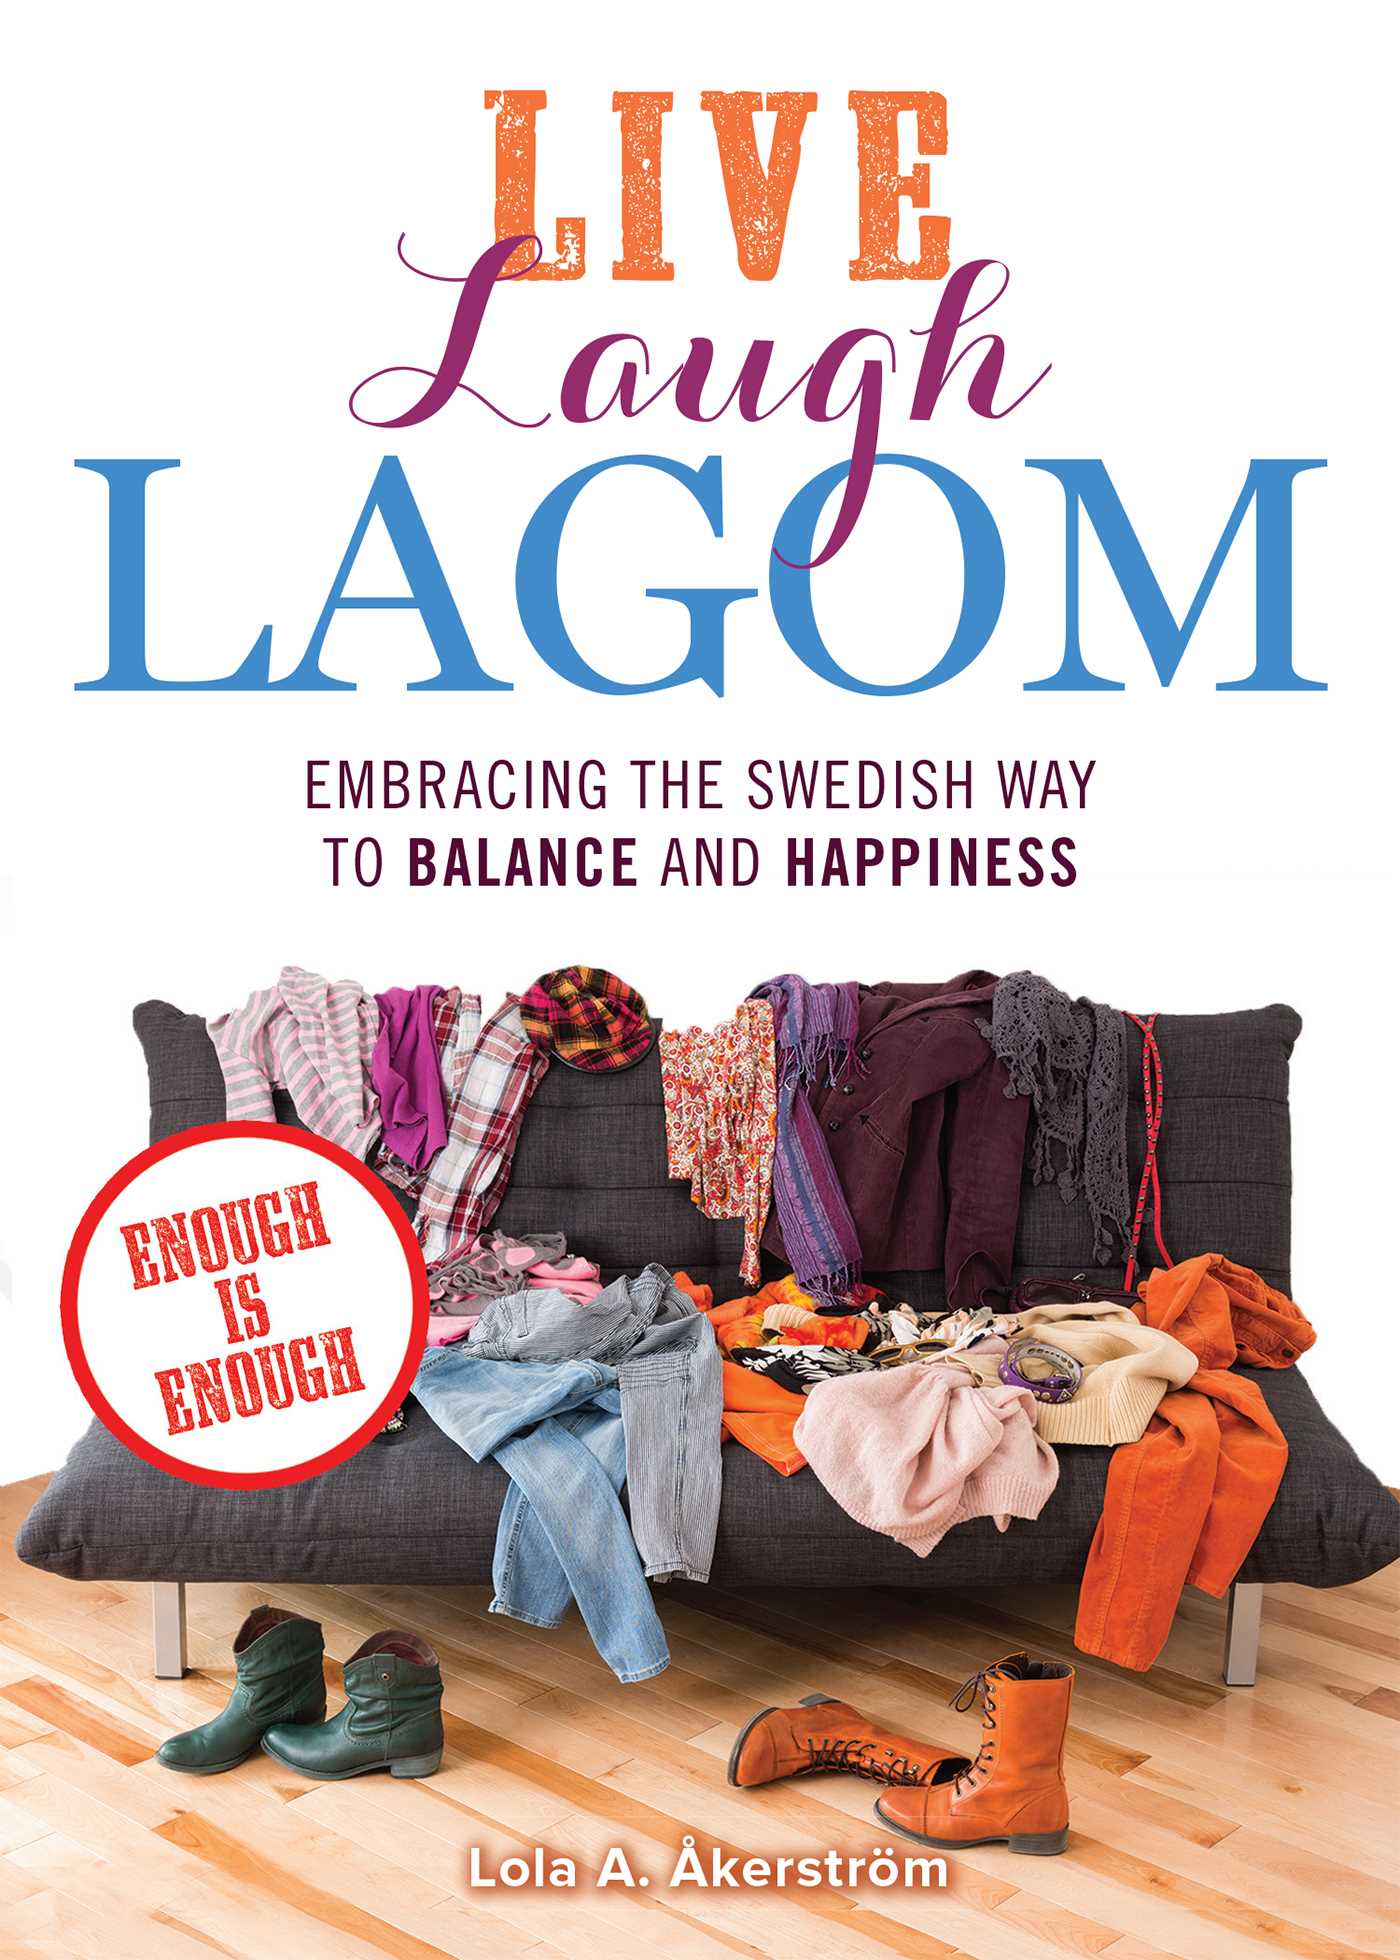 LIVE
Laugh
LAGOM
EMBRACING THE SWEDISH WAY
TO BALANCE AND HAPPINESS
ENOUGH
IS
ENOUGH
Lola A. Åkerström